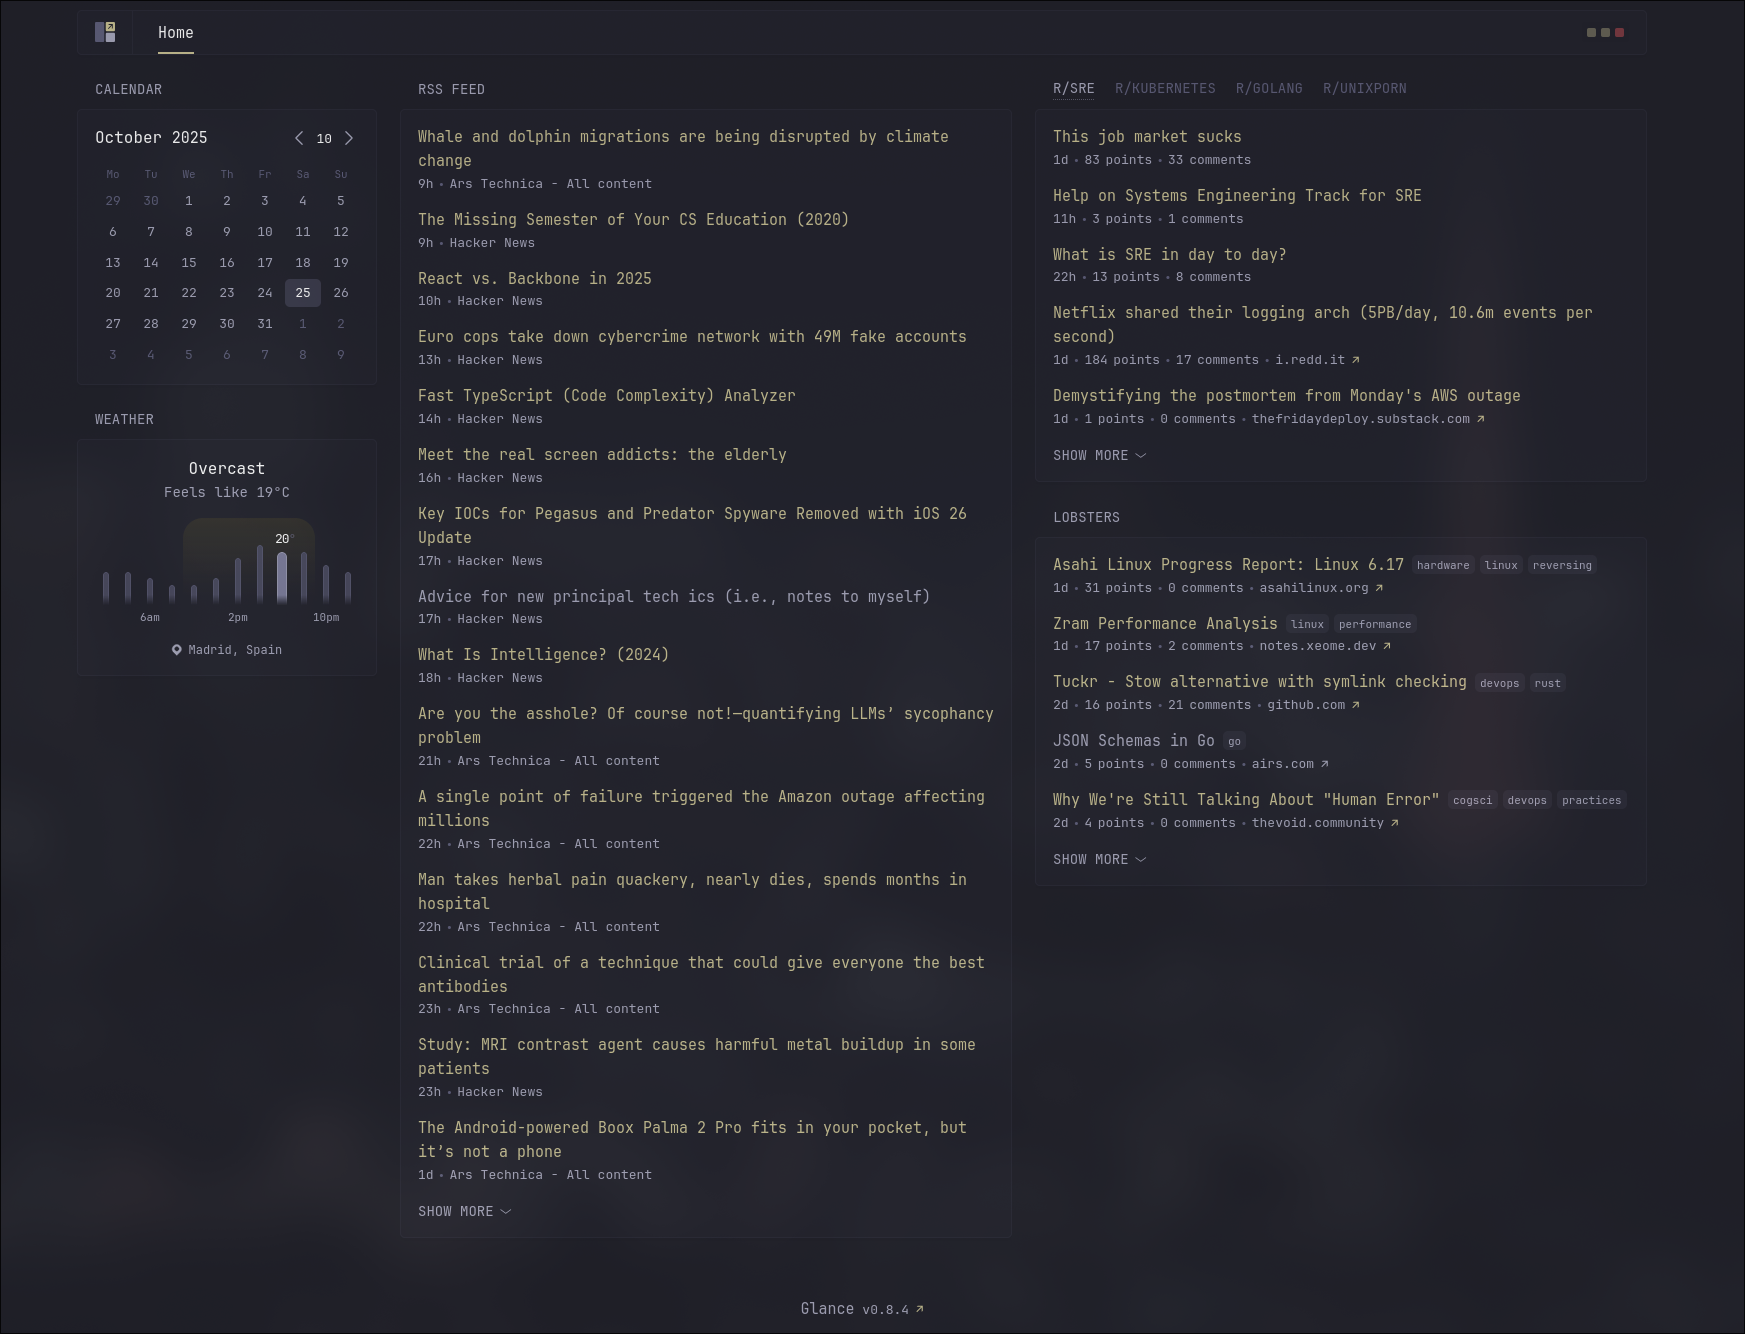 Home
CALENDAR
October 2025 10
Mo Tu We Th Fr Sa Su
29 30 1 2 3 4 5
6 7 8 9 10 11 12
13 14 15 16 17 18 19
20 21 22 23 24 25 26
27 28 29 30 31 1 2
3 4 5 6 7 8 9
WEATHER
Overcast
Feels like 19°C
20°
6am 2pm 10pm
Madrid, Spain
RSS FEED
Whale and dolphin migrations are being disrupted by climate
change
9h • Ars Technica - All content
The Missing Semester of Your CS Education (2020)
9h • Hacker News
React vs. Backbone in 2025
10h • Hacker News
Euro cops take down cybercrime network with 49M fake accounts
13h • Hacker News
Fast TypeScript (Code Complexity) Analyzer
14h • Hacker News
Meet the real screen addicts: the elderly
16h • Hacker News
Key IOCs for Pegasus and Predator Spyware Removed with iOS 26
Update
17h • Hacker News
Advice for new principal tech ics (i.e., notes to myself)
17h • Hacker News
What Is Intelligence? (2024)
18h • Hacker News
Are you the asshole? Of course not!—quantifying LLMs’ sycophancy
problem
21h • Ars Technica - All content
A single point of failure triggered the Amazon outage affecting
millions
22h • Ars Technica - All content
Man takes herbal pain quackery, nearly dies, spends months in
hospital
22h • Ars Technica - All content
Clinical trial of a technique that could give everyone the best
antibodies
23h • Ars Technica - All content
Study: MRI contrast agent causes harmful metal buildup in some
patients
23h • Hacker News
The Android-powered Boox Palma 2 Pro fits in your pocket, but
it’s not a phone
1d • Ars Technica - All content
SHOW MORE
R/SRE R/KUBERNETES R/GOLANG R/UNIXPORN
This job market sucks
1d • 83 points • 33 comments
Help on Systems Engineering Track for SRE
11h • 3 points • 1 comments
What is SRE in day to day?
22h • 13 points • 8 comments
Netflix shared their logging arch (5PB/day, 10.6m events per
second)
1d • 184 points • 17 comments • i.redd.it
Demystifying the postmortem from Monday's AWS outage
1d • 1 points • 0 comments • thefridaydeploy.substack.com
SHOW MORE
LOBSTERS
Asahi Linux Progress Report: Linux 6.17 hardware linux reversing
1d • 31 points • 0 comments • asahilinux.org
Zram Performance Analysis linux performance
1d • 17 points • 2 comments • notes.xeome.dev
Tuckr - Stow alternative with symlink checking devops rust
2d • 16 points • 21 comments • github.com
JSON Schemas in Go go
2d • 5 points • 0 comments • airs.com
Why We're Still Talking About "Human Error" cogsci devops practices
2d • 4 points • 0 comments • thevoid.community
SHOW MORE
Glance v0.8.4